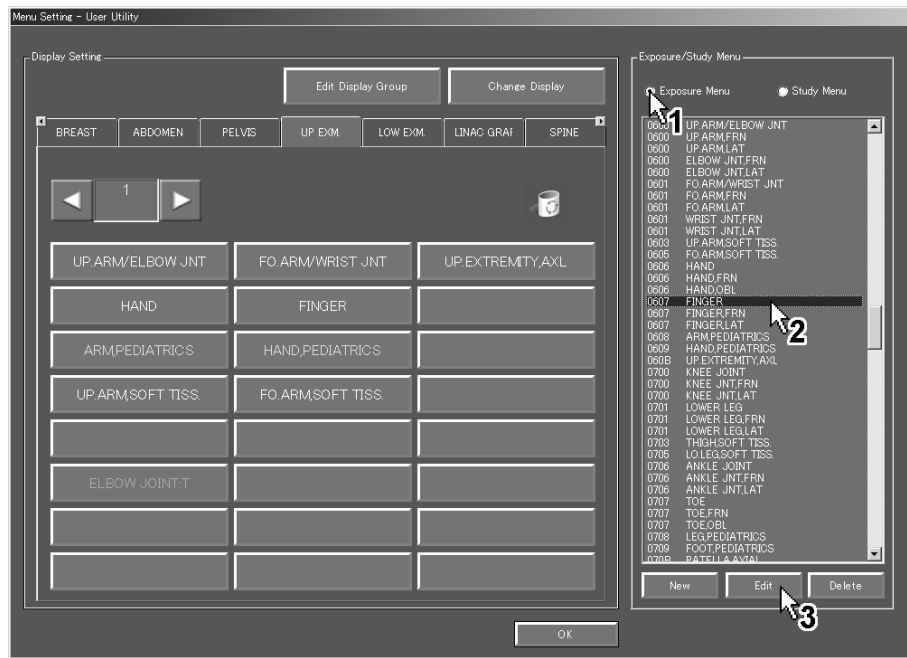 Menu Setting - User Utility
Display Setting
Edit Display Group
Change Display
BREAST
ABDOMEN
PELVIS
UP EXM.
LOW EXM.
LINAC GRAF
SPINE
1
UP.ARM/ELBOW JNT
FO.ARM/WRIST JNT
UP.EXTREMITY,AXL
HAND
FINGER
ARM,PEDIATRICS
HAND,PEDIATRICS
UP.ARM,SOFT TISS.
FO.ARM,SOFT TISS.
ELBOW JOINT:T
OK
Exposure/Study Menu
Exposure Menu
Study Menu
1
0600 UP.ARM/ELBOW JNT
0600 UP.ARM,FRN
0600 UP.ARM,LAT
0600 ELBOW JNT,FRN
0600 ELBOW JNT,LAT
0601 FO.ARM/WRIST JNT
0601 FO.ARM,FRN
0601 FO.ARM,LAT
0601 WRIST JNT,FRN
0601 WRIST JNT,LAT
0603 UP.ARM,SOFT TISS.
0605 FO.ARM,SOFT TISS.
0606 HAND
0606 HAND,FRN
0606 HAND,OBL
0607 FINGER
0607 FINGER,FRN
0607 FINGER,LAT
2
0608 ARM,PEDIATRICS
0609 HAND,PEDIATRICS
060B UP.EXTREMITY,AXL
0700 KNEE JOINT
0700 KNEE JNT,FRN
0700 KNEE JNT,LAT
0701 LOWER LEG
0701 LOWER LEG,FRN
0701 LOWER LEG,LAT
0703 THIGH,SOFT TISS.
0705 LO.LEG,SOFT TISS.
0706 ANKLE JOINT
0706 ANKLE JNT,FRN
0706 ANKLE JNT,LAT
0707 TOE
0707 TOE,FRN
0707 TOE,OBL
0708 LEG,PEDIATRICS
0709 FOOT,PEDIATRICS
070B PATELLA,AXIAL
New
Edit
Delete
3